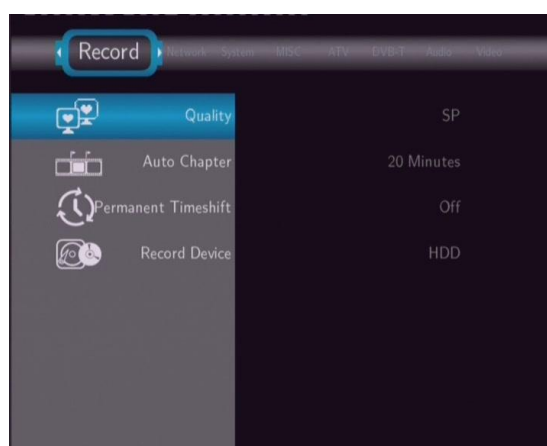 Record Network System MISC ATV DVB-T Audio Video
Quality SP
Auto Chapter 20 Minutes
Permanent Timeshift Off
Record Device HDD